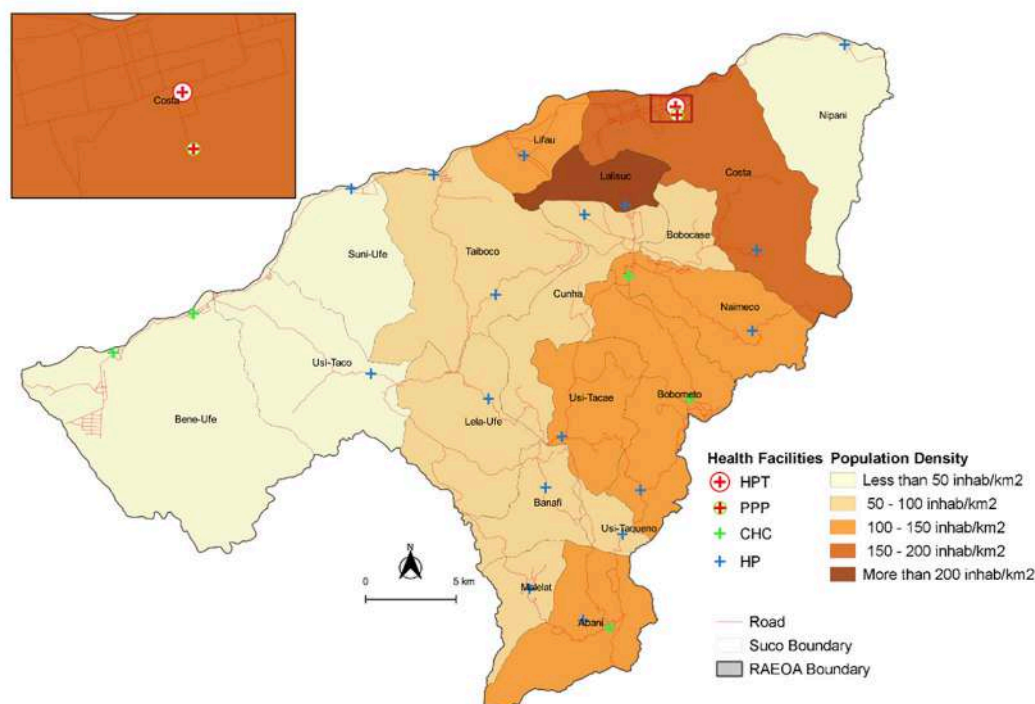 Costa
Nipani
Lifau
Lalisuc
Costa
Bobocase
Suni-Ufe
Taiboco
Cunha
Naimeco
Usi-Taco
Bene-Ufe
Lela-Ufe
Usi-Tacae
Bobometo
Banafi
Usi-Taqueno
Malelat
Abani
N
0 5 km
Health Facilities
HPT
PPP
CHC
HP
Population Density
Less than 50 inhab/km2
50 - 100 inhab/km2
100 - 150 inhab/km2
150 - 200 inhab/km2
More than 200 inhab/km2
Road
Suco Boundary
RAEOA Boundary